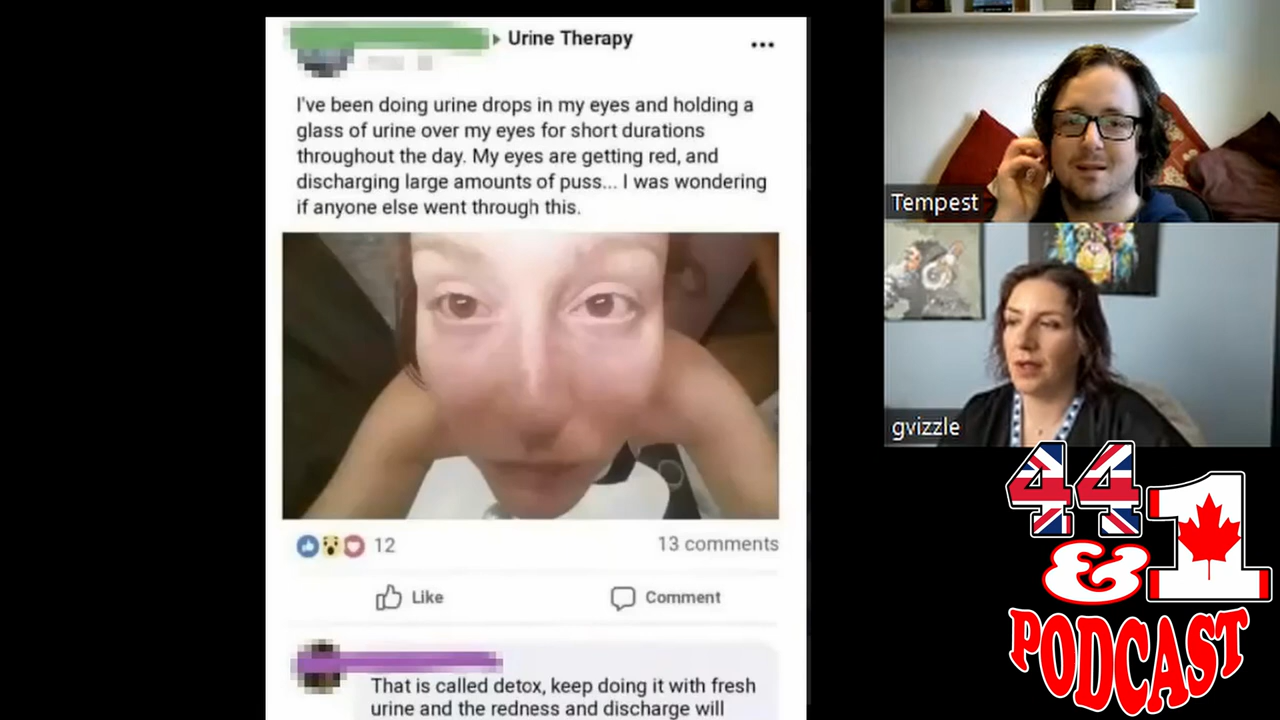 Urine Therapy
I've been doing urine drops in my eyes and holding a
glass of urine over my eyes for short durations
throughout the day. My eyes are getting red, and
discharging large amounts of puss... I was wondering
if anyone else went through this.
12
13 comments
Like
Comment
That is called detox, keep doing it with fresh
urine and the redness and discharge will
Tempest
gvizzle
44
&1
PODCAST